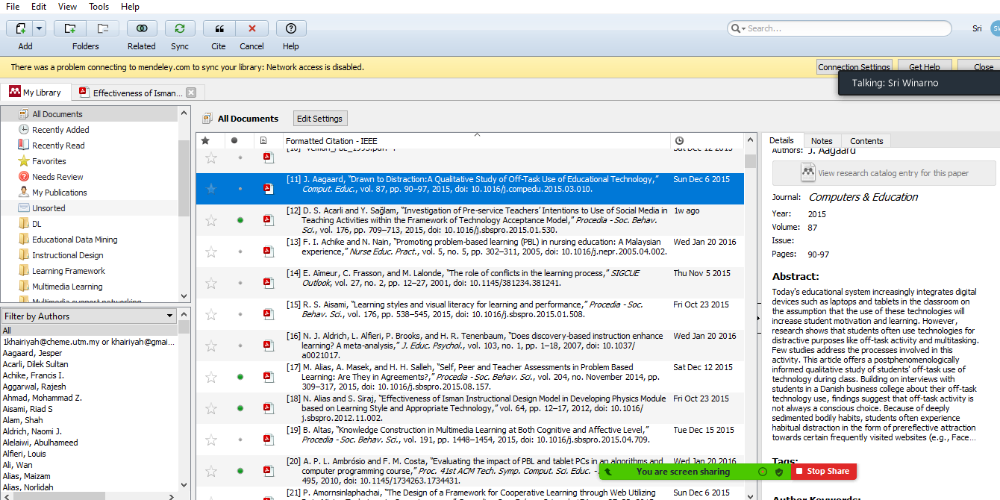 File Edit View Tools Help
Search...
Sri
Add Folders Related Sync Cite Cancel Help
There was a problem connecting to mendeley.com to sync your library: Network access is disabled.
Connection Settings Get Help Close
Talking: Sri Winarno
My Library Effectiveness of Isman...
All Documents
Recently Added
Recently Read
Favorites
Needs Review
My Publications
Unsorted
DL
Educational Data Mining
Instructional Design
Learning Framework
Multimedia Learning
Multimedia support networking
Filter by Authors
All
1khairiyah@cheme.utm.my or khairiyah@gmai...
Aagaard, Jesper
Acarli, Dilek Sultan
Achike, Francis I.
Aggarwal, Rajesh
Ahmad, Mohammad Z.
Aisami, Riad S
Alam, Shah
Aldrich, Naomi J.
Alelaiwi, Abulhameed
Alfieri, Louis
Ali, Wan
Alias, Maizam
Alias, Norlidah
All Documents Edit Settings
Formatted Citation - IEEE
[10] "Vernon_PBL_1993.pdf." . Sat Dec 12 2015
[11] J. Aagaard, "Drawn to Distraction:A Qualitative Study of Off-Task Use of Educational Technology," Sun Dec 6 2015
Comput. Educ., vol. 87, pp. 90–97, 2015, doi: 10.1016/j.compedu.2015.03.010.
[12] D. S. Acarli and Y. Sağlam, "Investigation of Pre-service Teachers' Intentions to Use of Social Media in 1w ago
Teaching Activities within the Framework of Technology Acceptance Model," Procedia - Soc. Behav.
Sci., vol. 176, pp. 709–713, 2015, doi: 10.1016/j.sbspro.2015.01.530.
[13] F. I. Achike and N. Nain, "Promoting problem-based learning (PBL) in nursing education: A Malaysian Wed Jan 20 2016
experience," Nurse Educ. Pract., vol. 5, no. 5, pp. 302–311, 2005, doi: 10.1016/j.nepr.2005.04.002.
[14] E. Aïmeur, C. Frasson, and M. Lalonde, "The role of conflicts in the learning process," SIGCUE Thu Nov 5 2015
Outlook, vol. 27, no. 2, pp. 12–27, 2001, doi: 10.1145/381234.381241.
[15] R. S. Aisami, "Learning styles and visual literacy for learning and performance," Procedia - Soc. Fri Oct 23 2015
Behav. Sci., vol. 176, pp. 538–545, 2015, doi: 10.1016/j.sbspro.2015.01.508.
[16] N. J. Aldrich, L. Alfieri, P. Brooks, and H. R. Tenenbaum, "Does discovery-based instruction enhance Wed Jan 20 2016
learning? A meta-analysis," J. Educ. Psychol., vol. 103, no. 1, pp. 1–18, 2007, doi: 10.1037/
a0021017.
[17] M. Alias, A. Masek, and H. H. Salleh, "Self, Peer and Teacher Assessments in Problem Based Sat Dec 12 2015
Learning: Are They in Agreements?," Procedia - Soc. Behav. Sci., vol. 204, no. November 2014, pp.
309–317, 2015, doi: 10.1016/j.sbspro.2015.08.157.
[18] N. Alias and S. Siraj, "Effectiveness of Isman Instructional Design Model in Developing Physics Module Fri Oct 23 2015
based on Learning Style and Appropriate Technology," vol. 64, pp. 12–17, 2012, doi: 10.1016/
j.sbspro.2012.11.002.
[19] B. Altas, "Knowledge Construction in Multimedia Learning at Both Cognitive and Affective Level," Tue Dec 15 2015
Procedia - Soc. Behav. Sci., vol. 191, pp. 1448–1454, 2015, doi: 10.1016/j.sbspro.2015.04.709.
[20] A. P. L. Ambrósio and F. M. Costa, "Evaluating the impact of PBL and tablet PCs in an algorithms and Wed Jan 20 2016
computer programming course," Proc. 41st ACM Tech. Symp. Comput. Sci. Educ. -
495, 2010, doi: 10.1145/1734263.1734431.
[21] P. Amornsinlaphachai, "The Design of a Framework for Cooperative Learning through Web Utilizing
Details Notes Contents
Authors: J. Aagaard
View research catalog entry for this paper
Journal: Computers & Education
Year: 2015
Volume: 87
Issue:
Pages: 90-97
Abstract:
Today's educational system increasingly integrates digital
devices such as laptops and tablets in the classroom on
the assumption that the use of these technologies will
increase student motivation and learning. However,
research shows that students often use technologies for
distractive purposes like off-task activity and multitasking.
Few studies address the processes involved in this
activity. This article offers a postphenomenologically
informed qualitative study of students' off-task use of
technology during class. Building on interviews with
students in a Danish business college about their off-task
technology use, findings suggest that off-task activity is
not always a conscious choice. Because of deeply
sedimented bodily habits, students often experience
habitual distraction in the form of prereflective attraction
towards certain frequently visited websites (e.g., Face...
Tags:
Author Keywords:
You are screen sharing Stop Share